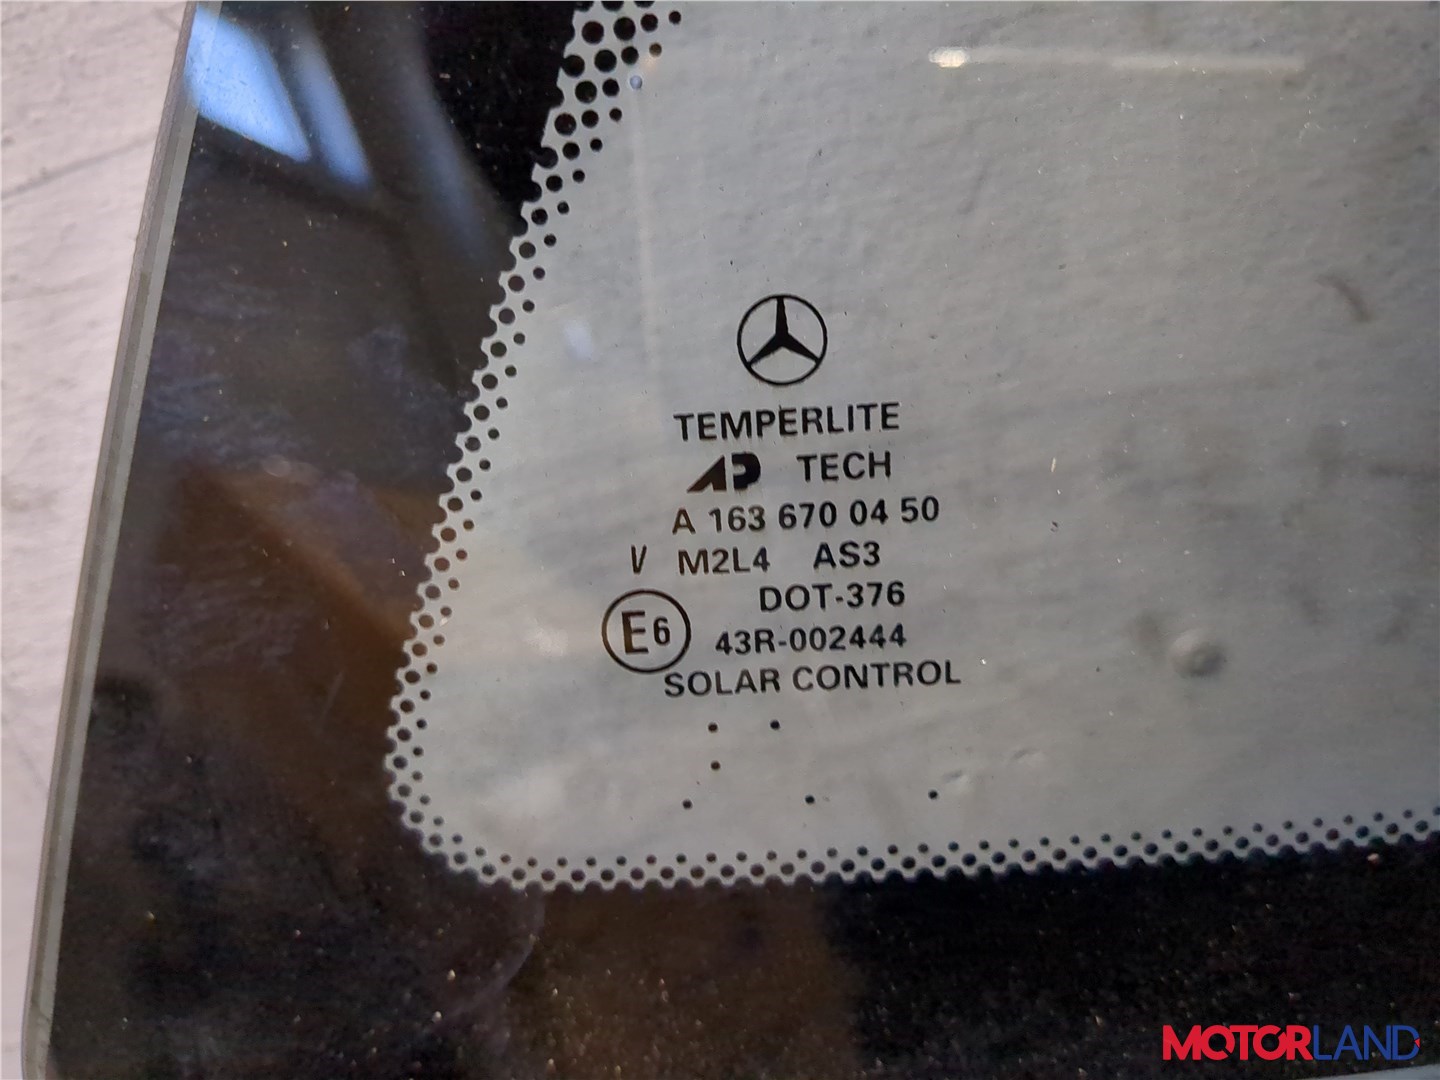 TEMPERLITE
AP TECH
A 163 670 04 50
V M2L4 AS3
DOT-376
E6 43R-002444
SOLAR CONTROL
MOTORLAND